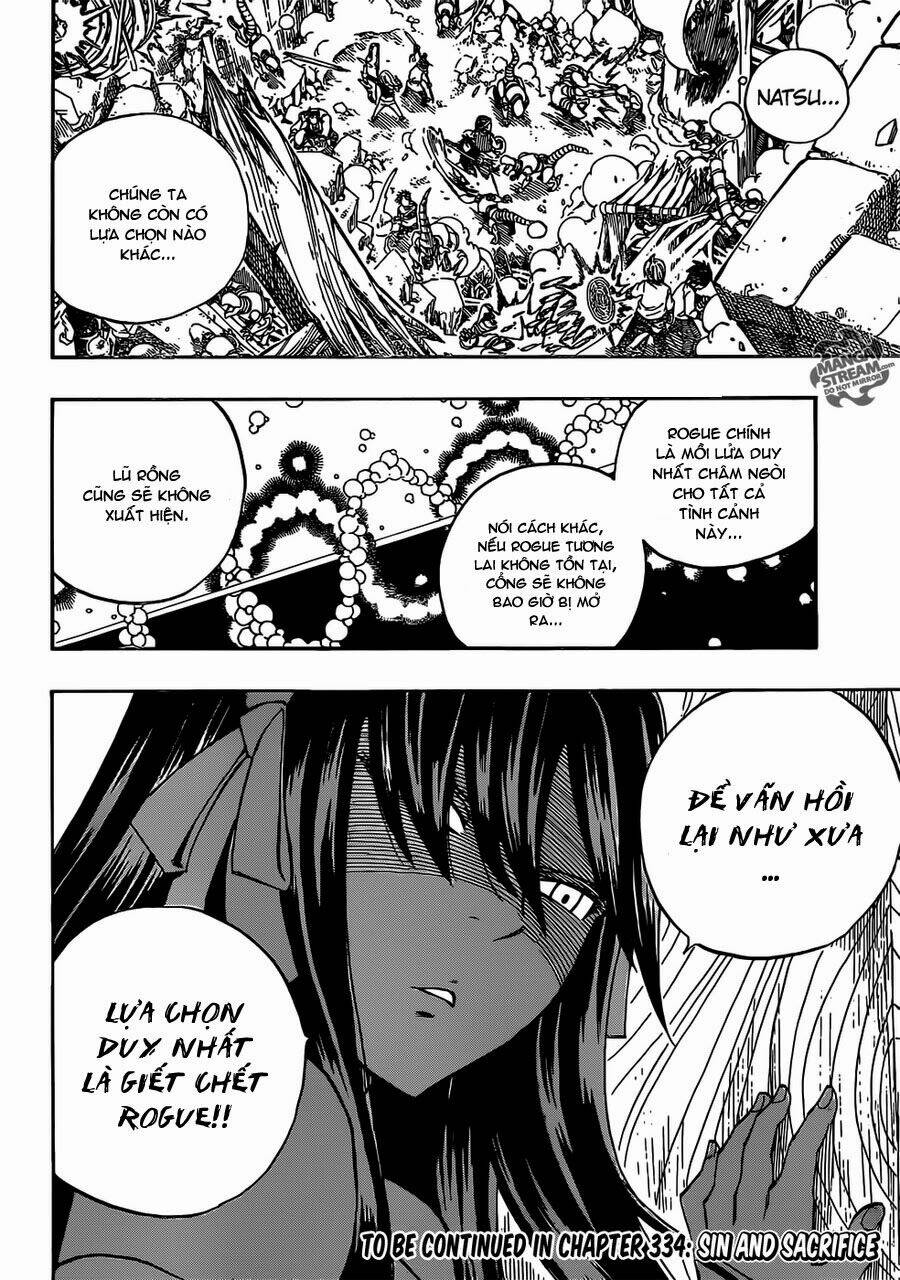 NATSU...
CHÚNG TA
KHÔNG CÒN CÓ
LỰA CHỌN NÀO
KHÁC...
MANGA
STREAM.com
DO NOT MIRROR
ROGUE CHÍNH
LÀ MỒI LỬA DUY
NHẤT CHÂM NGÒI
CHO TẤT CẢ
TÌNH CẢNH
NÀY...
NÓI CÁCH KHÁC,
NẾU ROGUE TƯƠNG
LAI KHÔNG TỒN TẠI,
CỔNG SẼ KHÔNG
BAO GIỜ BỊ MỞ
RA...
LŨ RỒNG
CŨNG SẼ KHÔNG
XUẤT HIỆN.
ĐỂ VÃN HỒI
LẠI NHƯ XƯA
...
LỰA CHỌN
DUY NHẤT
LÀ GIẾT CHẾT
ROGUE!!
TO BE CONTINUED IN CHAPTER 334: SIN AND SACRIFICE